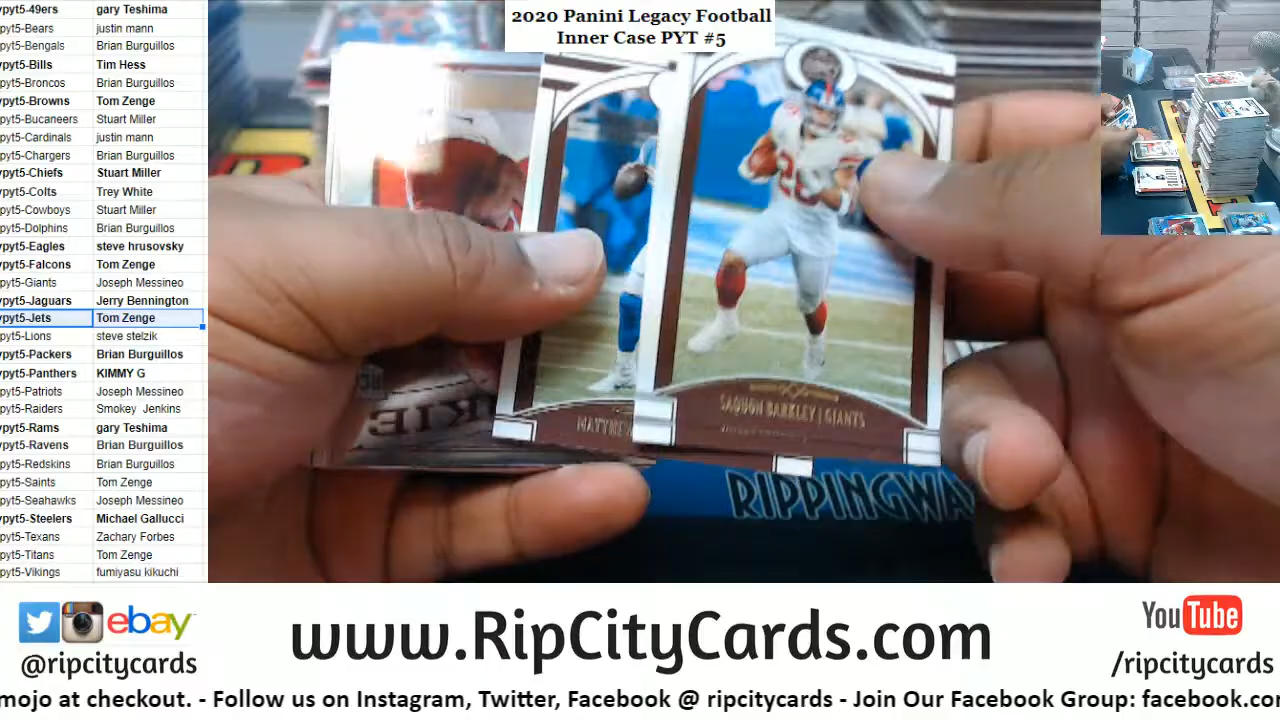 2020 Panini Legacy Football
Inner Case PYT #5
pyt5-49ers gary Teshima
pyt5-Bears justin mann
pyt5-Bengals Brian Burguillos
pyt5-Bills Tim Hess
pyt5-Broncos Brian Burguillos
pyt5-Browns Tom Zenge
pyt5-Bucaneers Stuart Miller
pyt5-Cardinals justin mann
pyt5-Chargers Brian Burguillos
pyt5-Chiefs Stuart Miller
pyt5-Colts Trey White
pyt5-Cowboys Stuart Miller
pyt5-Dolphins Brian Burguillos
pyt5-Eagles steve hrusovsky
pyt5-Falcons Tom Zenge
pyt5-Giants Joseph Messineo
pyt5-Jaguars Jerry Bennington
pyt5-Jets Tom Zenge
pyt5-Lions steve stelzik
pyt5-Packers Brian Burguillos
pyt5-Panthers KIMMY G
pyt5-Patriots Joseph Messineo
pyt5-Raiders Smokey Jenkins
pyt5-Rams gary Teshima
pyt5-Ravens Brian Burguillos
pyt5-Redskins Brian Burguillos
pyt5-Saints Tom Zenge
pyt5-Seahawks Joseph Messineo
pyt5-Steelers Michael Gallucci
pyt5-Texans Zachary Forbes
pyt5-Titans Tom Zenge
pyt5-Vikings fumiyasu kikuchi
MATTHEW
SAQUON BARKLEY | GIANTS
RIPPINGWA
ebay
@ripcitycards
www.RipCityCards.com
YouTube
/ripcitycards
mojo at checkout. - Follow us on Instagram, Twitter, Facebook @ ripcitycards - Join Our Facebook Group: facebook.co